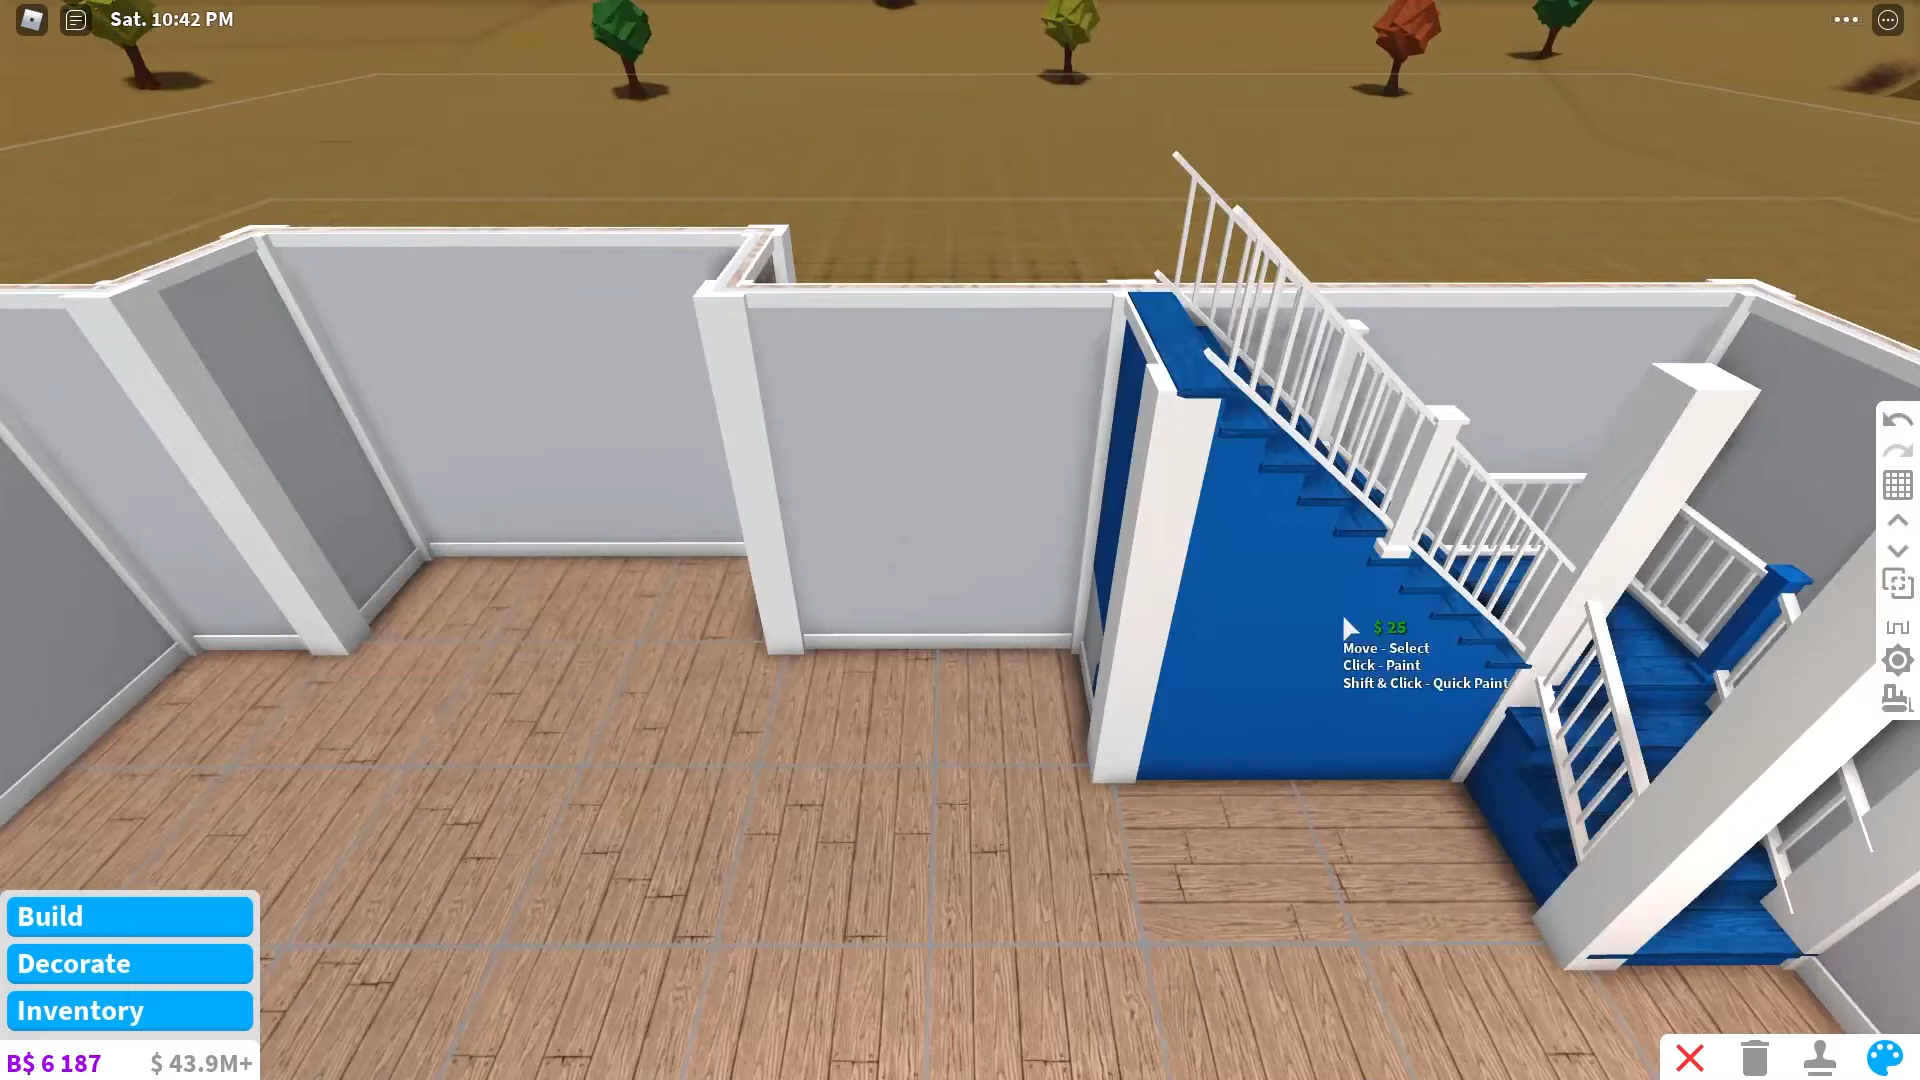 Sat. 10:42 PM
$ 25
Move - Select
Click - Paint
Shift & Click - Quick Paint
Build
Decorate
Inventory
B$ 6 187
$ 43.9M+